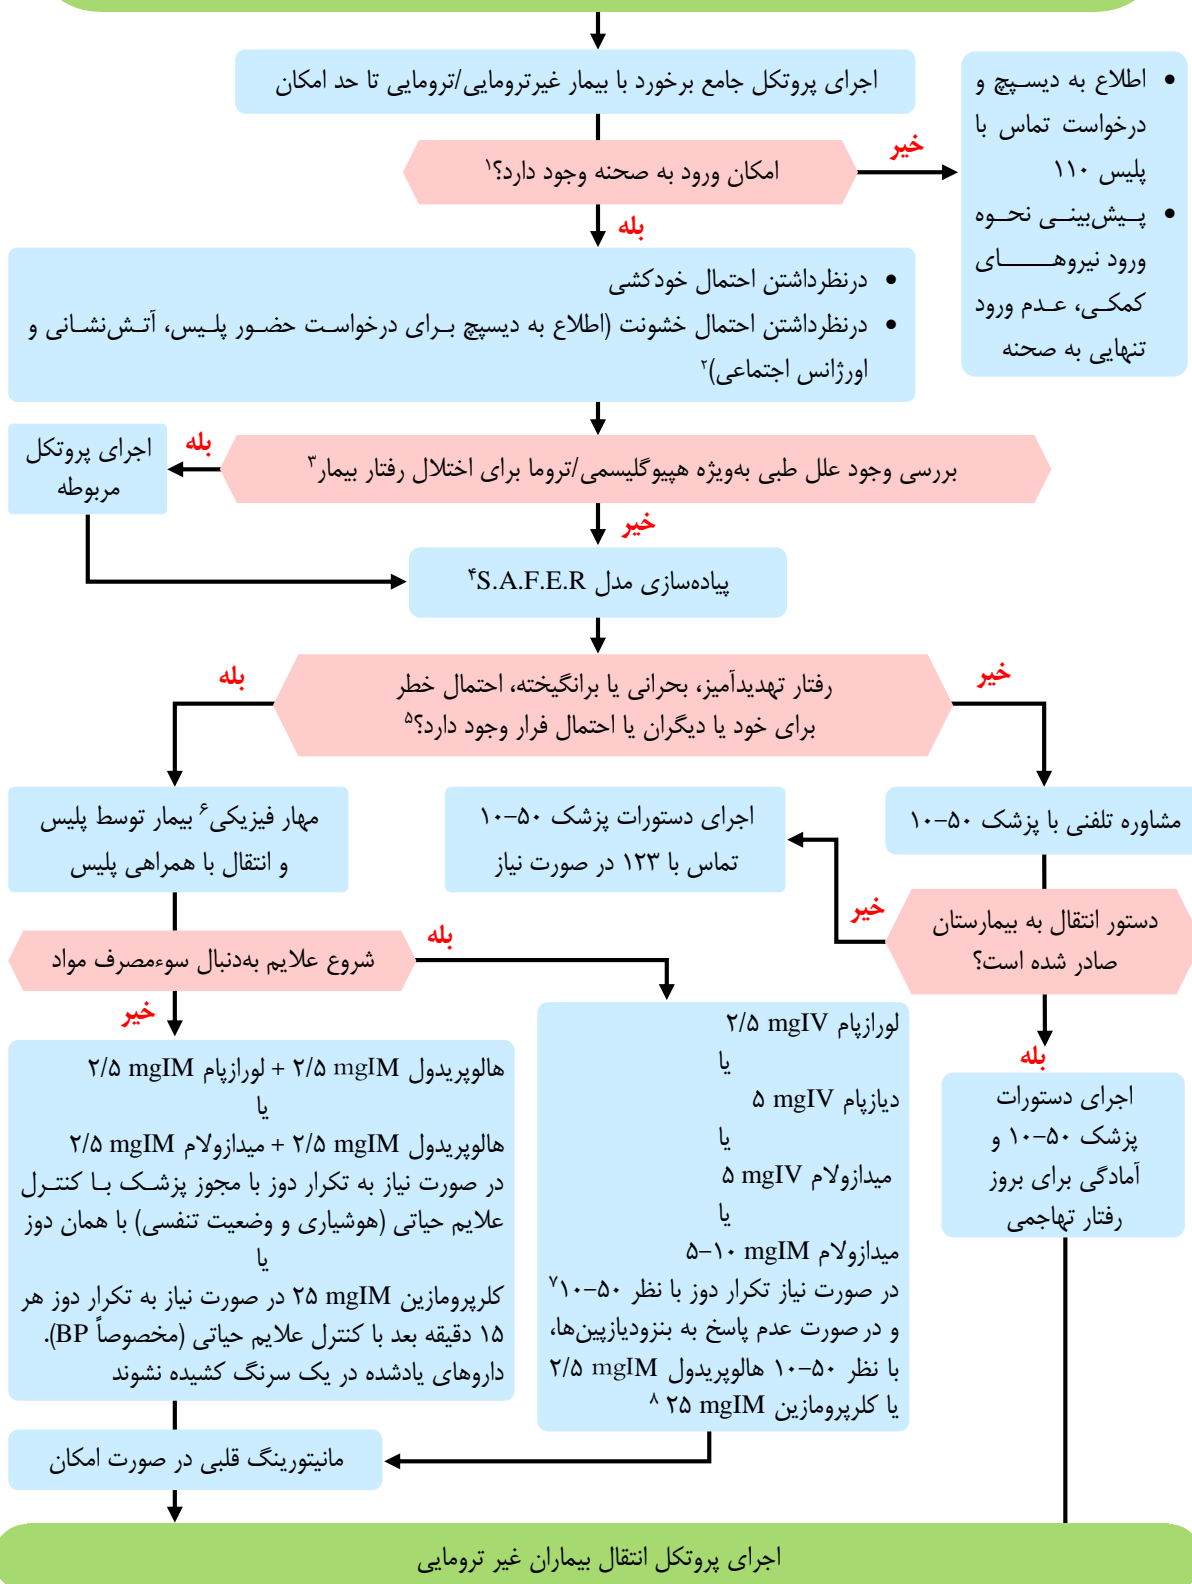 اجرای پروتکل جامع برخورد با بیمار غیرترومایی/ترومایی تا حد امکان
• اطلاع به دیسپچ و
درخواست تماس با
پلیس ۱۱۰
• پیش‌بینی نحوه
ورود نیروهای
کمکی، عدم ورود
تنهایی به صحنه
خیر
امکان ورود به صحنه وجود دارد؟۱
بله
• درنظرداشتن احتمال خودکشی
• درنظرداشتن احتمال خشونت (اطلاع به دیسپچ برای درخواست حضور پلیس، آتش‌نشانی و
اورژانس اجتماعی)۲
بررسی وجود علل طبی به‌ویژه هیپوگلیسمی/تروما برای اختلال رفتار بیمار۳
بله
اجرای پروتکل
مربوطه
خیر
پیاده‌سازی مدل S.A.F.E.R۴
رفتار تهدیدآمیز، بحرانی یا برانگیخته، احتمال خطر
برای خود یا دیگران یا احتمال فرار وجود دارد؟۵
خیر
بله
مشاوره تلفنی با پزشک ۵۰–۱۰
اجرای دستورات پزشک ۵۰–۱۰
تماس با ۱۲۳ در صورت نیاز
مهار فیزیکی۶ بیمار توسط پلیس
و انتقال با همراهی پلیس
دستور انتقال به بیمارستان
صادر شده است؟
خیر
بله
شروع علایم به‌دنبال سوءمصرف مواد
بله
خیر
اجرای دستورات
پزشک ۵۰–۱۰ و
آمادگی برای بروز
رفتار تهاجمی
لورازپام ۲/۵ mgIV
یا
دیازپام ۵ mgIV
یا
میدازولام ۵ mgIV
یا
میدازولام ۵–۱۰ mgIM
در صورت نیاز تکرار دوز با نظر ۵۰–۱۰۷
و در صورت عدم پاسخ به بنزودیازپین‌ها،
با نظر ۵۰–۱۰ هالوپریدول ۲/۵ mgIM
یا کلرپرومازین ۲۵ mgIM ۸
هالوپریدول ۲/۵ mgIM + لورازپام ۲/۵ mgIM
یا
هالوپریدول ۲/۵ mgIM + میدازولام ۲/۵ mgIM
در صورت نیاز به تکرار دوز با مجوز پزشک با کنترل
علایم حیاتی (هوشیاری و وضعیت تنفسی) با همان دوز
یا
کلرپرومازین ۲۵ mgIM در صورت نیاز به تکرار دوز هر
۱۵ دقیقه بعد با کنترل علایم حیاتی (مخصوصاً BP).
داروهای یادشده در یک سرنگ کشیده نشوند
مانیتورینگ قلبی در صورت امکان
اجرای پروتکل انتقال بیماران غیر ترومایی